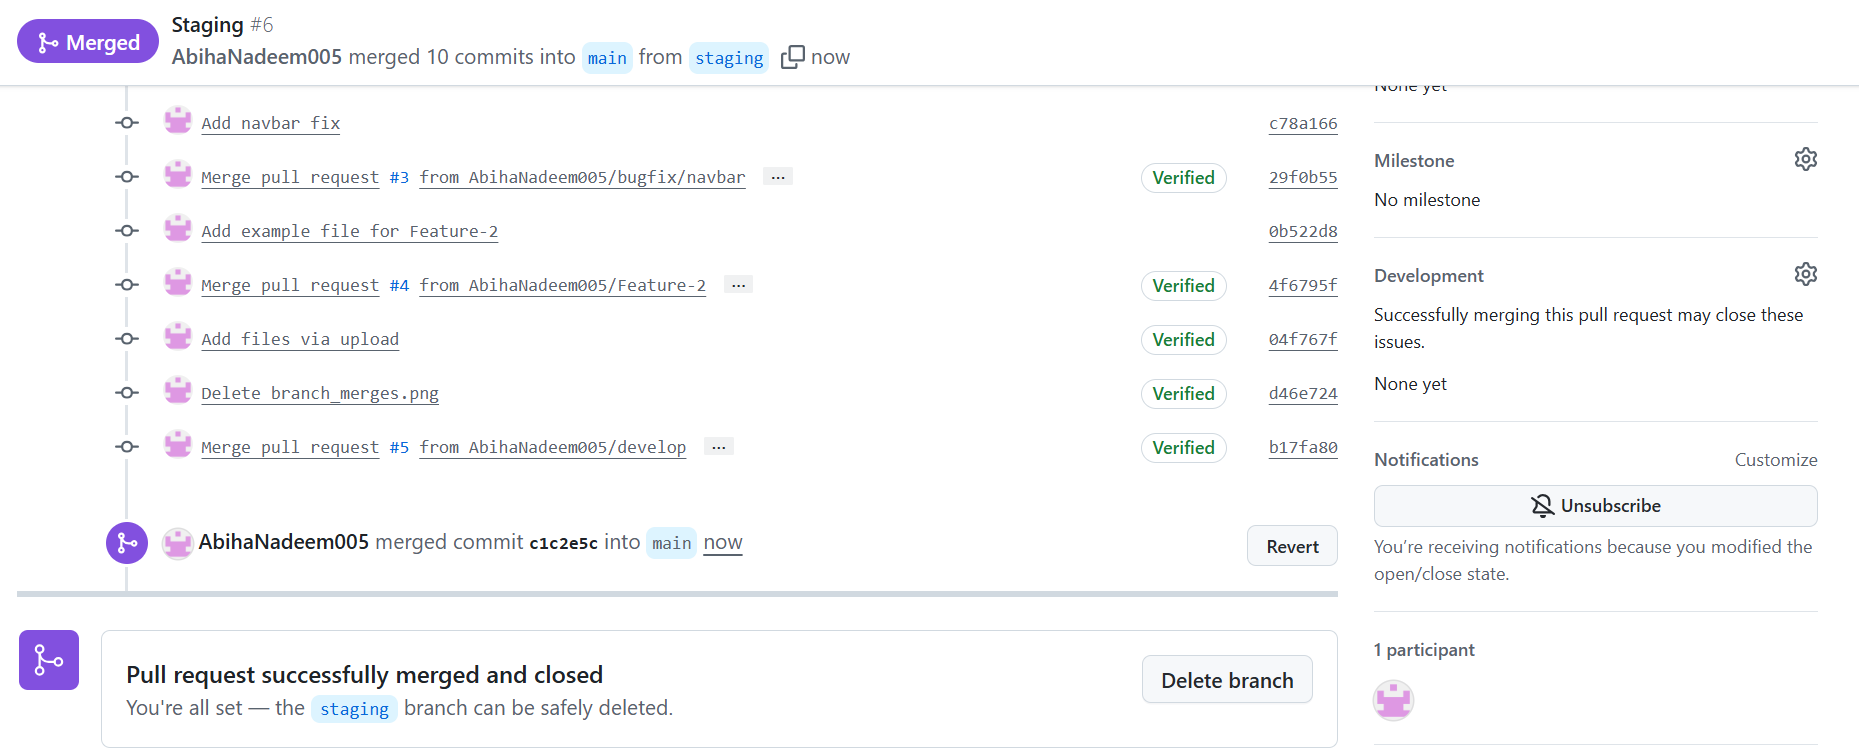 Merged
Staging #6
AbihaNadeem005 merged 10 commits into main from staging now
Add navbar fix c78a166
Merge pull request #3 from AbihaNadeem005/bugfix/navbar ... Verified 29f0b55
Add example file for Feature-2 0b522d8
Merge pull request #4 from AbihaNadeem005/Feature-2 ... Verified 4f6795f
Add files via upload Verified 04f767f
Delete branch_merges.png Verified d46e724
Merge pull request #5 from AbihaNadeem005/develop ... Verified b17fa80
AbihaNadeem005 merged commit c1c2e5c into main now Revert
Pull request successfully merged and closed
You're all set — the staging branch can be safely deleted.
Delete branch
None yet
Milestone
No milestone
Development
Successfully merging this pull request may close these
issues.
None yet
Notifications Customize
Unsubscribe
You’re receiving notifications because you modified the
open/close state.
1 participant